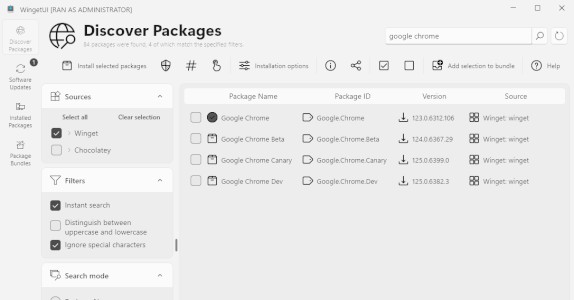 WingetUI [RAN AS ADMINISTRATOR]
Discover Packages
Discover Packages
84 packages were found, 4 of which match the specified filters.
google chrome
Install selected packages
Installation options
Add selection to bundle
Help
Software Updates
1
Installed Packages
Package Bundles
Sources
Select all
Clear selection
Winget
Chocolatey
Filters
Instant search
Distinguish between
uppercase and lowercase
Ignore special characters
Search mode
Package Name Package ID Version Source
Google Chrome Google.Chrome 123.0.6312.106 Winget: winget
Google Chrome Beta Google.Chrome.Beta 124.0.6367.29 Winget: winget
Google Chrome Canary Google.Chrome.Canary 125.0.6399.0 Winget: winget
Google Chrome Dev Google.Chrome.Dev 125.0.6382.3 Winget: winget